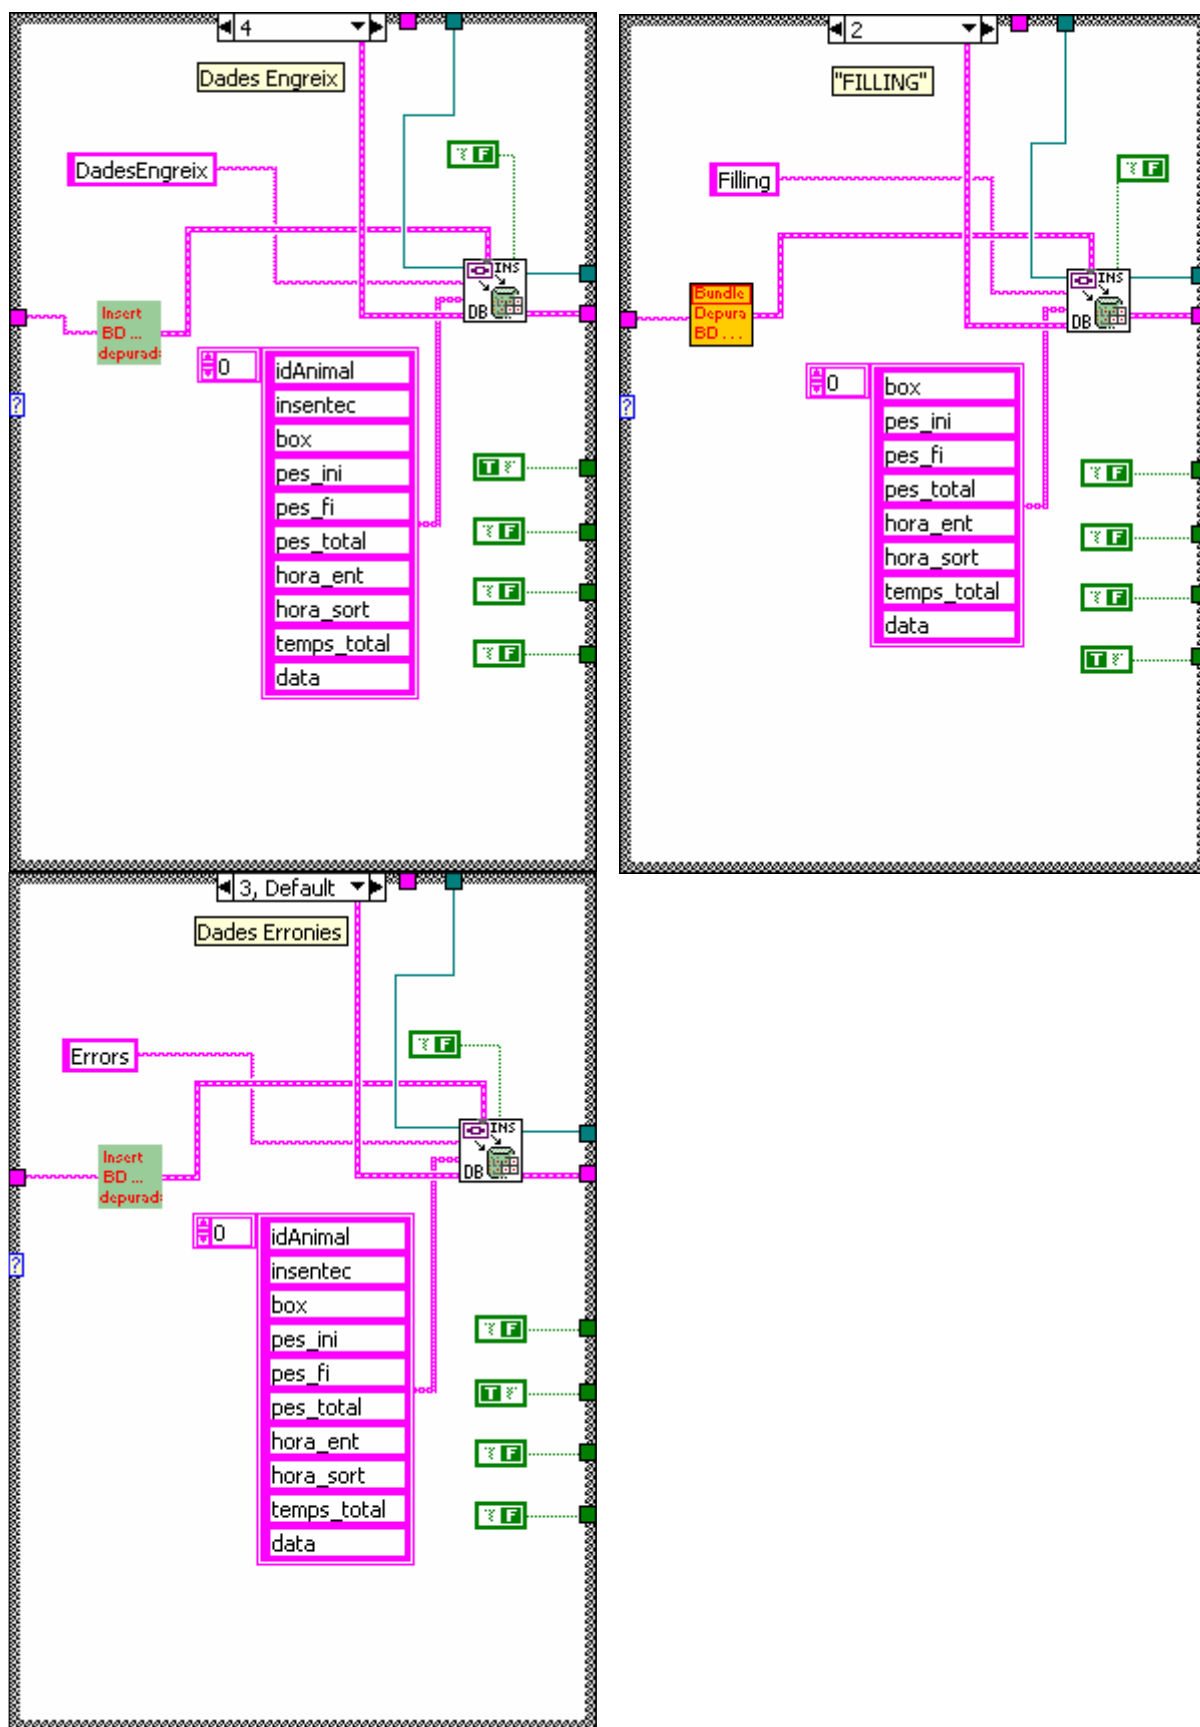 4
Dades Engreix
F
DadesEngreix
INS
DB
Insert
BD ...
depurad
0
idAnimal
insentec
box
pes_ini
pes_fi
pes_total
hora_ent
hora_sort
temps_total
data
?
T
F
F
F
2
"FILLING"
F
Filling
INS
DB
Bundle
Depura
BD ...
0
box
pes_ini
pes_fi
pes_total
hora_ent
hora_sort
temps_total
data
?
F
F
F
T
3, Default
Dades Erronies
F
Errors
INS
DB
Insert
BD ...
depurad
0
idAnimal
insentec
box
pes_ini
pes_fi
pes_total
hora_ent
hora_sort
temps_total
data
?
F
T
F
F